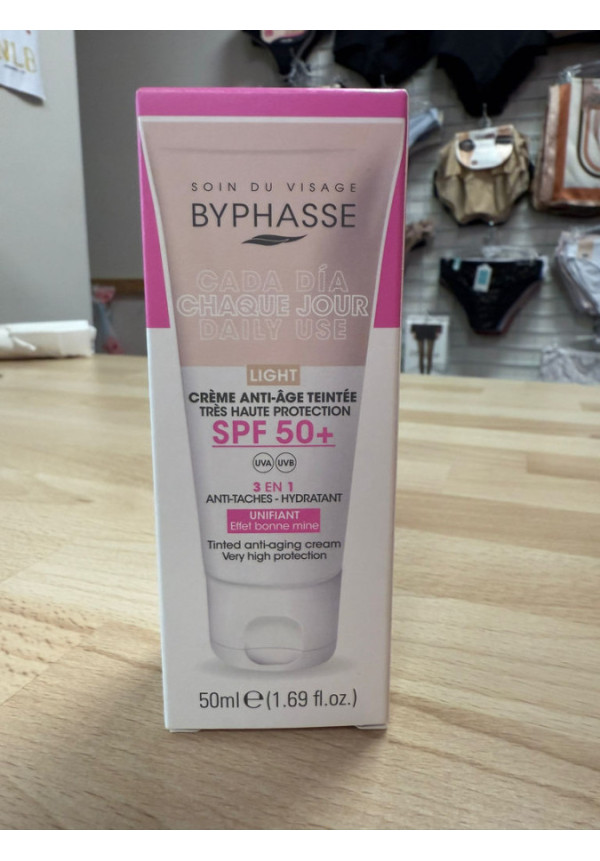 NLB
SOIN DU VISAGE
BYPHASSE
CADA DÍA
CHAQUE JOUR
DAILY USE
LIGHT
CRÈME ANTI-ÂGE TEINTÉE
TRÈS HAUTE PROTECTION
SPF 50+
UVA UVB
3 EN 1
ANTI-TACHES - HYDRATANT
UNIFIANT
Effet bonne mine
Tinted anti-aging cream
Very high protection
50ml e (1.69 fl.oz.)